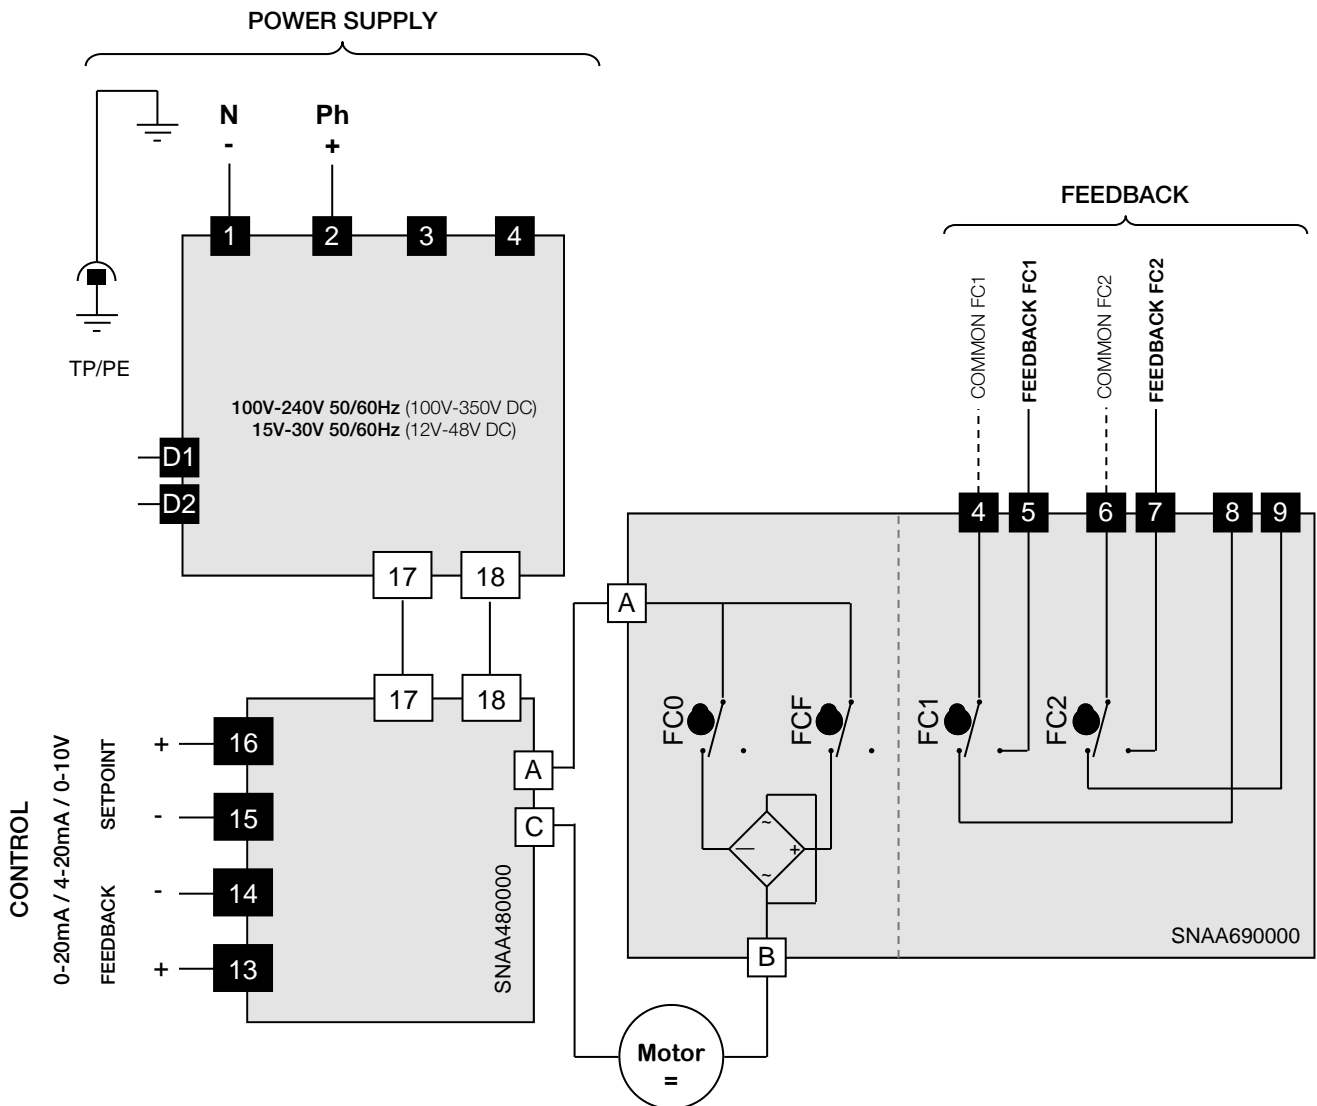 POWER SUPPLY
N
-
Ph
+
1
2
3
4
TP/PE
100V-240V 50/60Hz (100V-350V DC)
15V-30V 50/60Hz (12V-48V DC)
D1
D2
17
18
FEEDBACK
COMMON FC1
FEEDBACK FC1
COMMON FC2
FEEDBACK FC2
4
5
6
7
8
9
A
FC0
FCF
FC1
FC2
~
— +
~
B
SNAA690000
17
18
CONTROL
0-20mA / 4-20mA / 0-10V
SETPOINT
FEEDBACK
+ 16
- 15
- 14
+ 13
A
C
SNAA480000
Motor
=